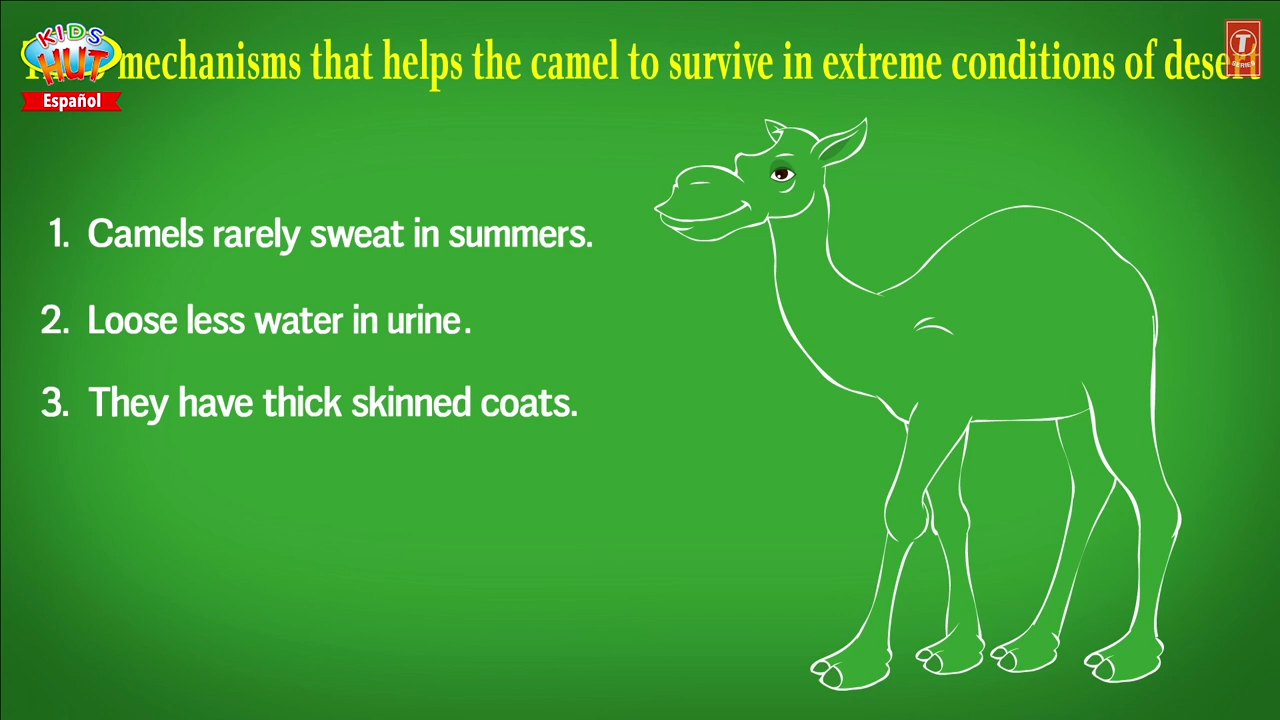 KIDS
HUT
Español
mechanisms that helps the camel to survive in extreme conditions of desert
T
SERIES
1. Camels rarely sweat in summers.
2. Loose less water in urine.
3. They have thick skinned coats.